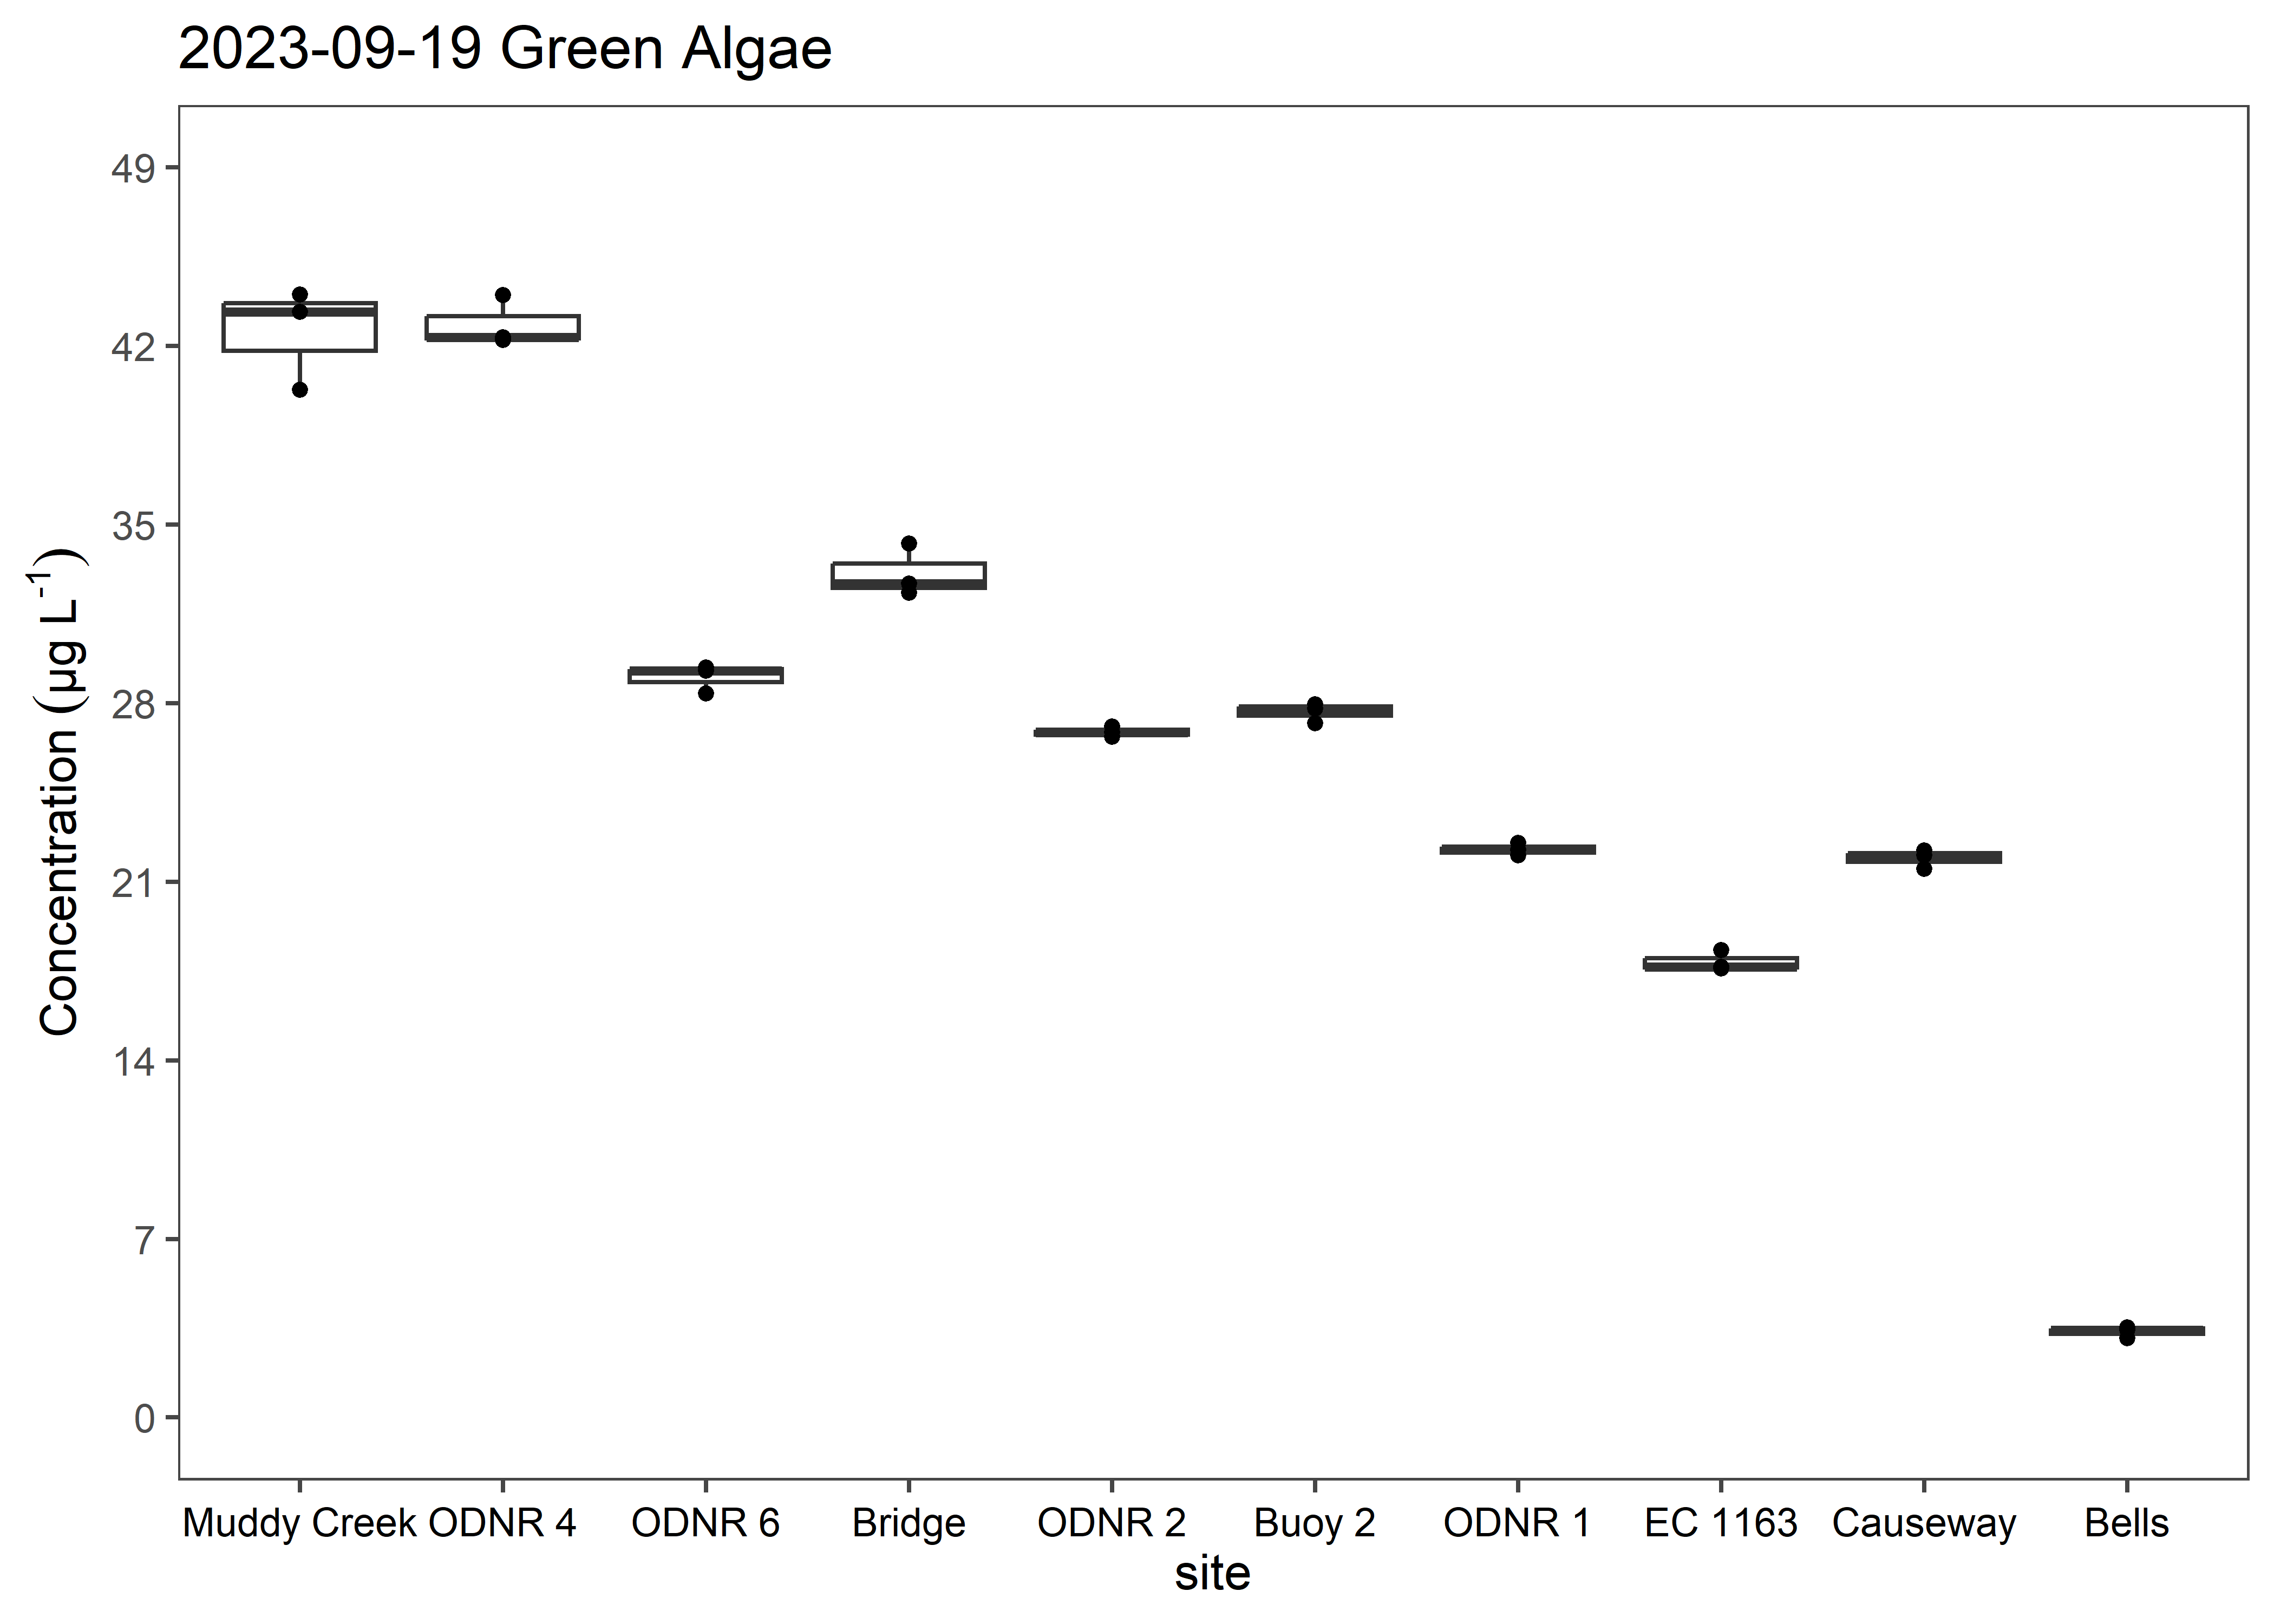 2023-09-19 Green Algae
Concentration (µg L⁻¹)
49
42
35
28
21
14
7
0
Muddy Creek ODNR 4 ODNR 6 Bridge ODNR 2 Buoy 2 ODNR 1 EC 1163 Causeway Bells
site